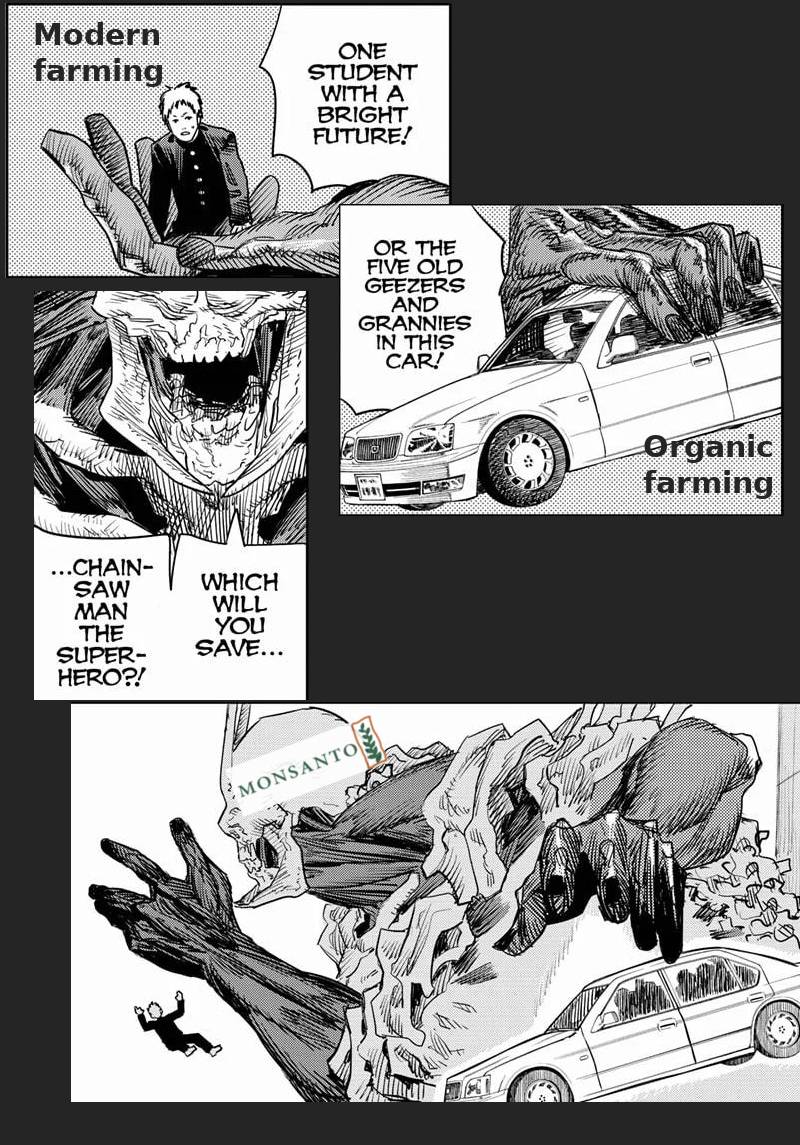 Modern
farming
ONE
STUDENT
WITH A
BRIGHT
FUTURE!
OR THE
FIVE OLD
GEEZERS
AND
GRANNIES
IN THIS
CAR!
Organic
farming
WHICH
WILL
YOU
SAVE...
...CHAIN-
SAW
MAN
THE
SUPER-
HERO?!
MONSANTO